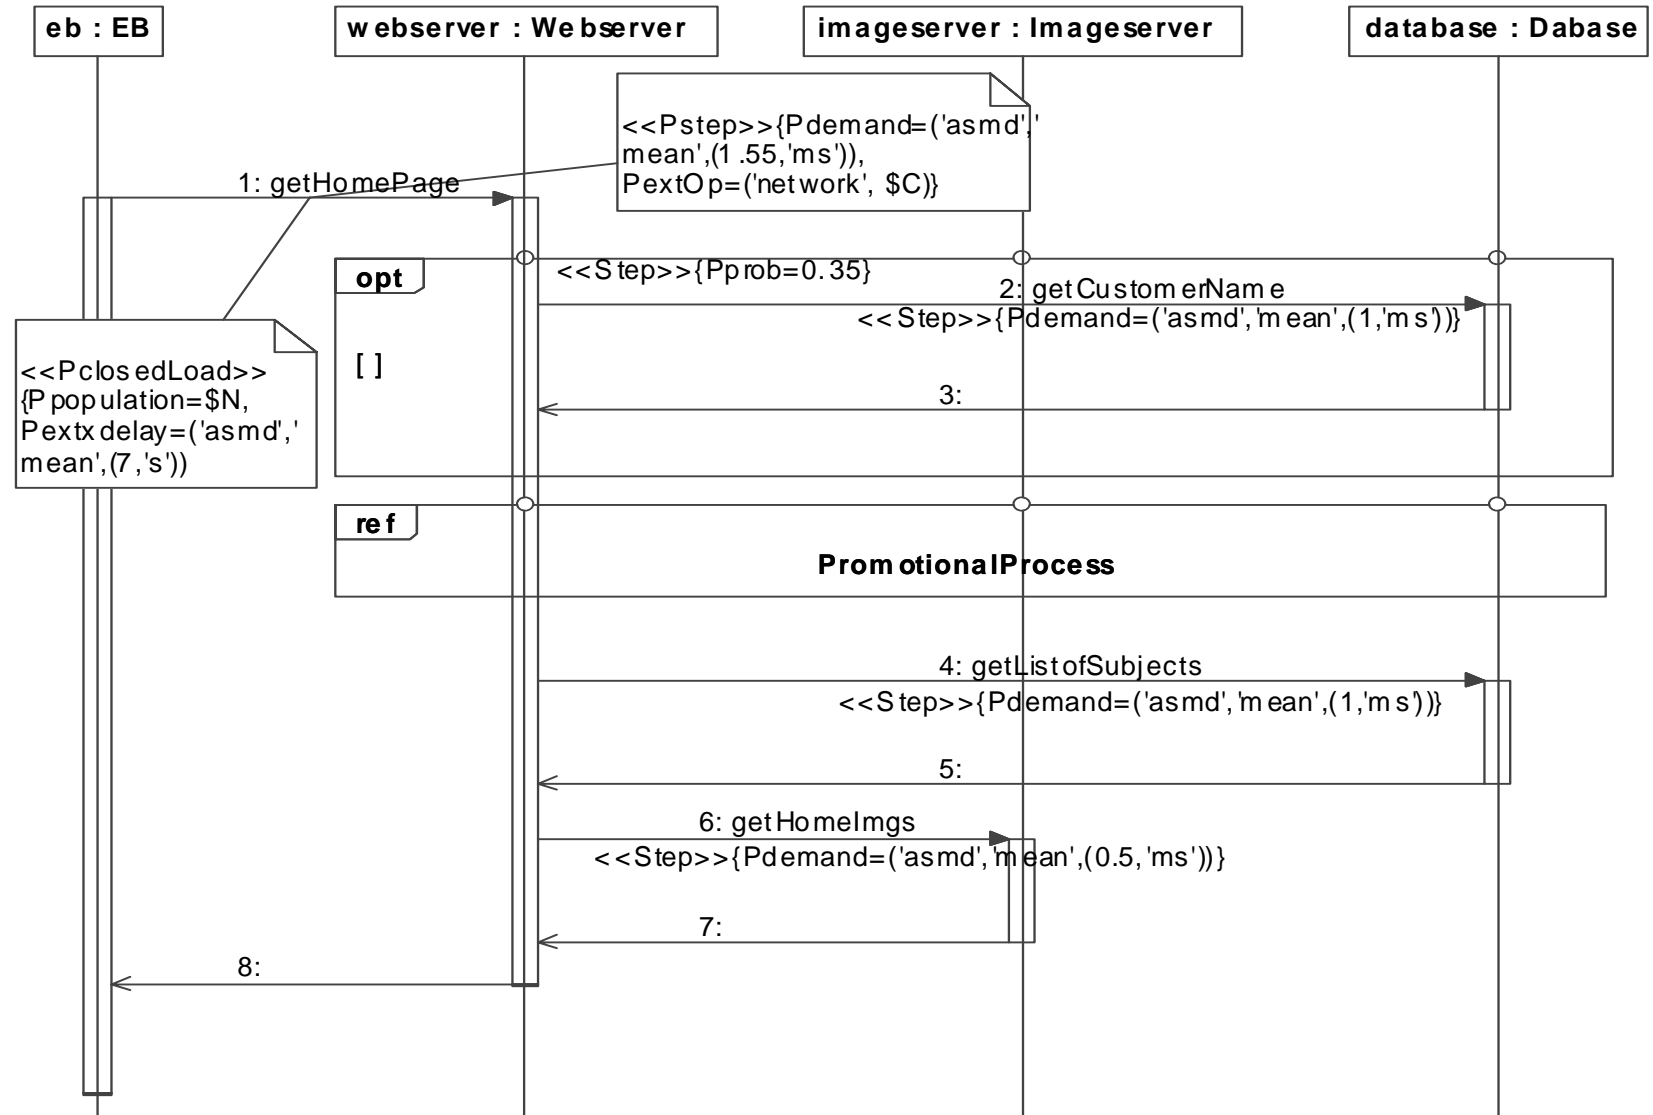 eb : EB
webserver : Webserver
imageserver : Imageserver
database : Dabase
<<Pstep>>{Pdemand=('asmd','
mean',(1.55,'ms')),
PextOp=('network', $C)}
1: getHomePage
opt
<<Step>>{Pprob=0.35}
2: getCustomerName
<<Step>>{Pdemand=('asmd','mean',(1,'ms'))}
[ ]
<<PclosedLoad>>
{Ppopulation=$N,
Pextxdelay=('asmd','
mean',(7,'s'))
3:
ref
PromotionalProcess
4: getListofSubjects
<<Step>>{Pdemand=('asmd','mean',(1,'ms'))}
5:
6: getHomeImgs
<<Step>>{Pdemand=('asmd','mean',(0.5,'ms'))}
7:
8: